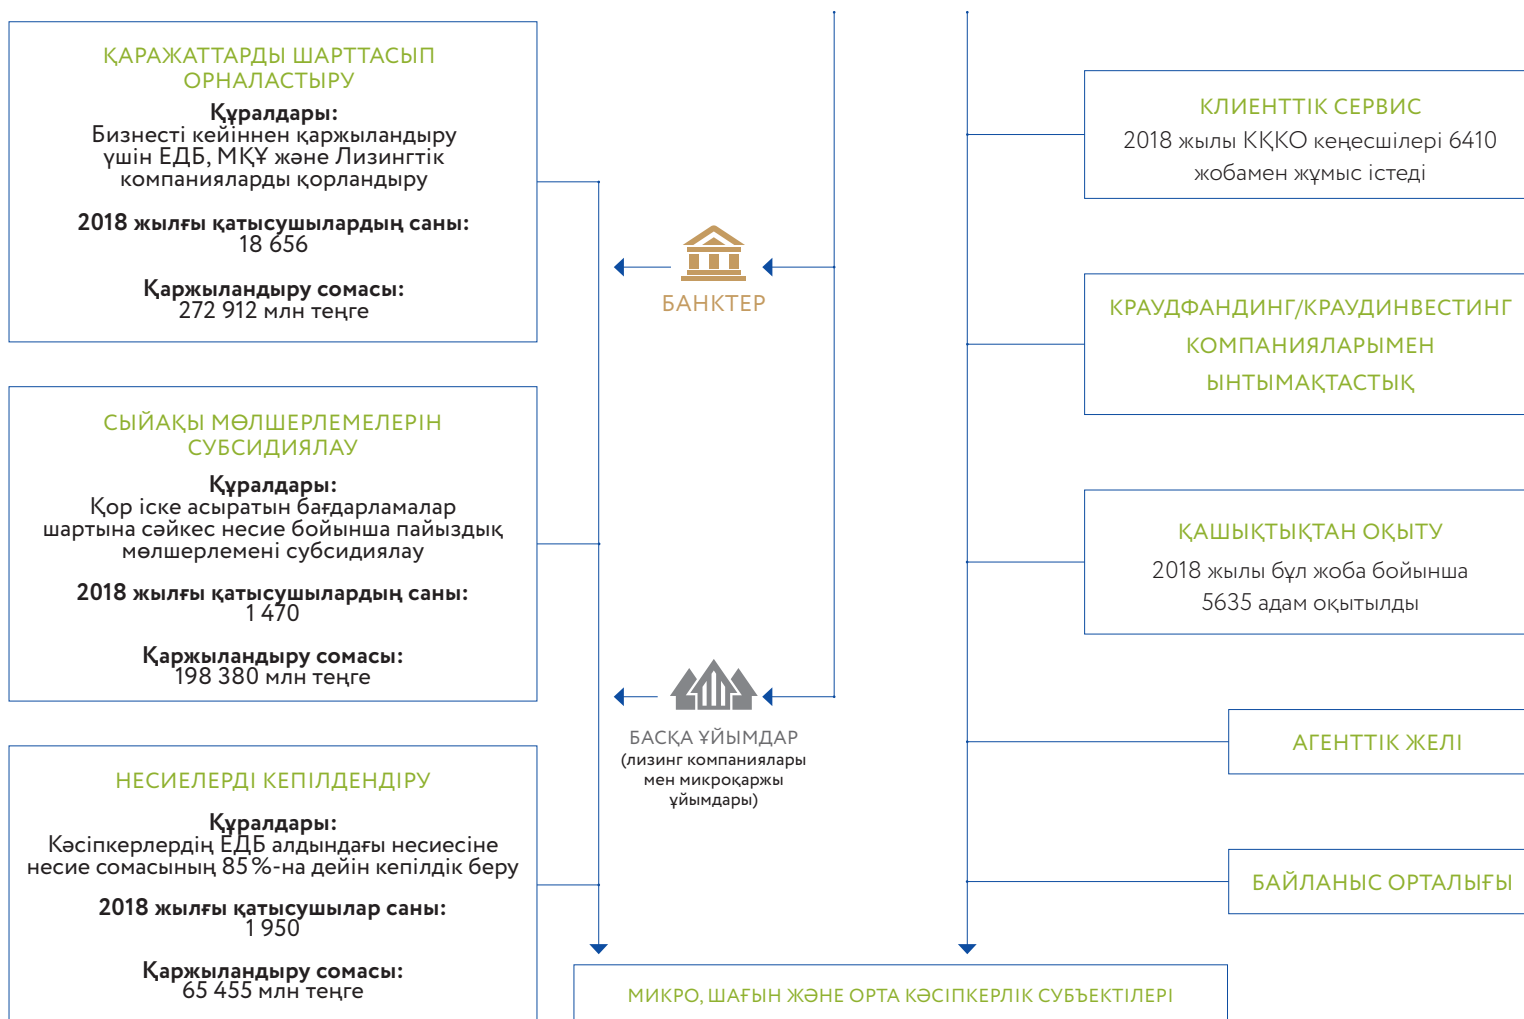 ҚАРАЖАТТАРДЫ ШАРТТАСЫП
ОРНАЛАСТЫРУ
Құралдары:
Бизнесті кейіннен қаржыландыру
үшін ЕДБ, МҚҰ және Лизингтік
компанияларды қорландыру
2018 жылғы қатысушылардың саны:
18 656
Қаржыландыру сомасы:
272 912 млн теңге
СЫЙАҚЫ МӨЛШЕРЛЕМЕЛЕРІН
СУБСИДИЯЛАУ
Құралдары:
Қор іске асыратын бағдарламалар
шартына сәйкес несие бойынша пайыздық
мөлшерлемені субсидиялау
2018 жылғы қатысушылардың саны:
1 470
Қаржыландыру сомасы:
198 380 млн теңге
НЕСИЕЛЕРДІ КЕПІЛДЕНДІРУ
Құралдары:
Кәсіпкерлердің ЕДБ алдындағы несиесіне
несие сомасының 85%-на дейін кепілдік беру
2018 жылғы қатысушылар саны:
1 950
Қаржыландыру сомасы:
65 455 млн теңге
БАНКТЕР
БАСҚА ҰЙЫМДАР
(лизинг компаниялары
мен микроқаржы
ұйымдары)
КЛИЕНТТІК СЕРВИС
2018 жылы КҚКО кеңесшілері 6410
жобамен жұмыс істеді
КРАУДФАНДИНГ/КРАУДИНВЕСТИНГ
КОМПАНИЯЛАРЫМЕН
ЫНТЫМАҚТАСТЫҚ
ҚАШЫҚТЫҚТАН ОҚЫТУ
2018 жылы бұл жоба бойынша
5635 адам оқытылды
АГЕНТТІК ЖЕЛІ
БАЙЛАНЫС ОРТАЛЫҒЫ
МИКРО, ШАҒЫН ЖӘНЕ ОРТА КӘСІПКЕРЛІК СУБЪЕКТІЛЕРІ